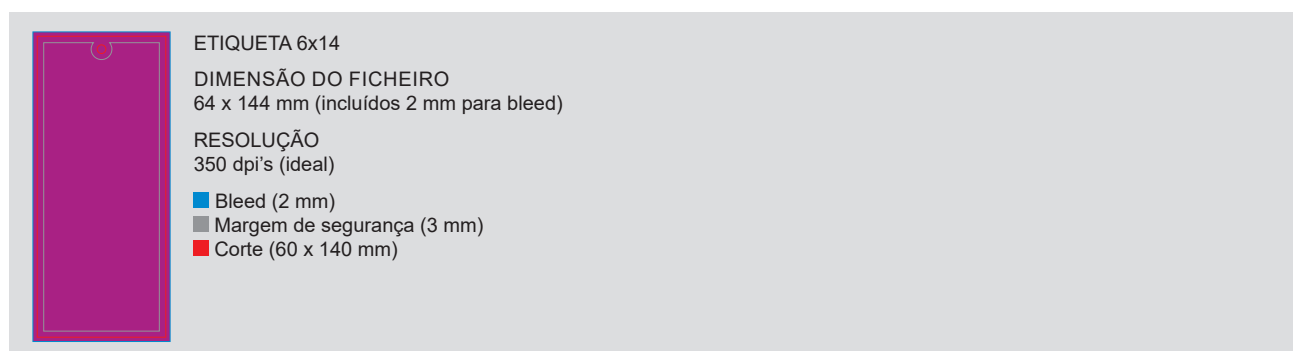 ETIQUETA 6x14
DIMENSÃO DO FICHEIRO
64 x 144 mm (incluídos 2 mm para bleed)
RESOLUÇÃO
350 dpi’s (ideal)
Bleed (2 mm)
Margem de segurança (3 mm)
Corte (60 x 140 mm)